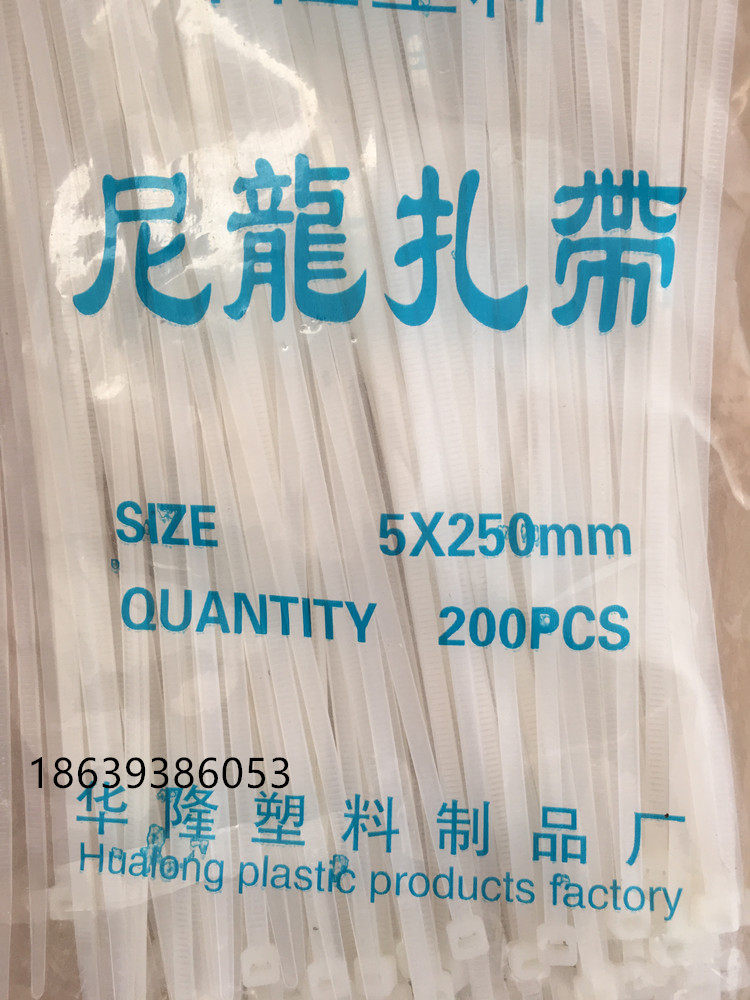 尼龍扎帶
SIZE 5X250mm
QUANTITY 200PCS
18639386053
华隆塑料制品厂
Hualong plastic products factory